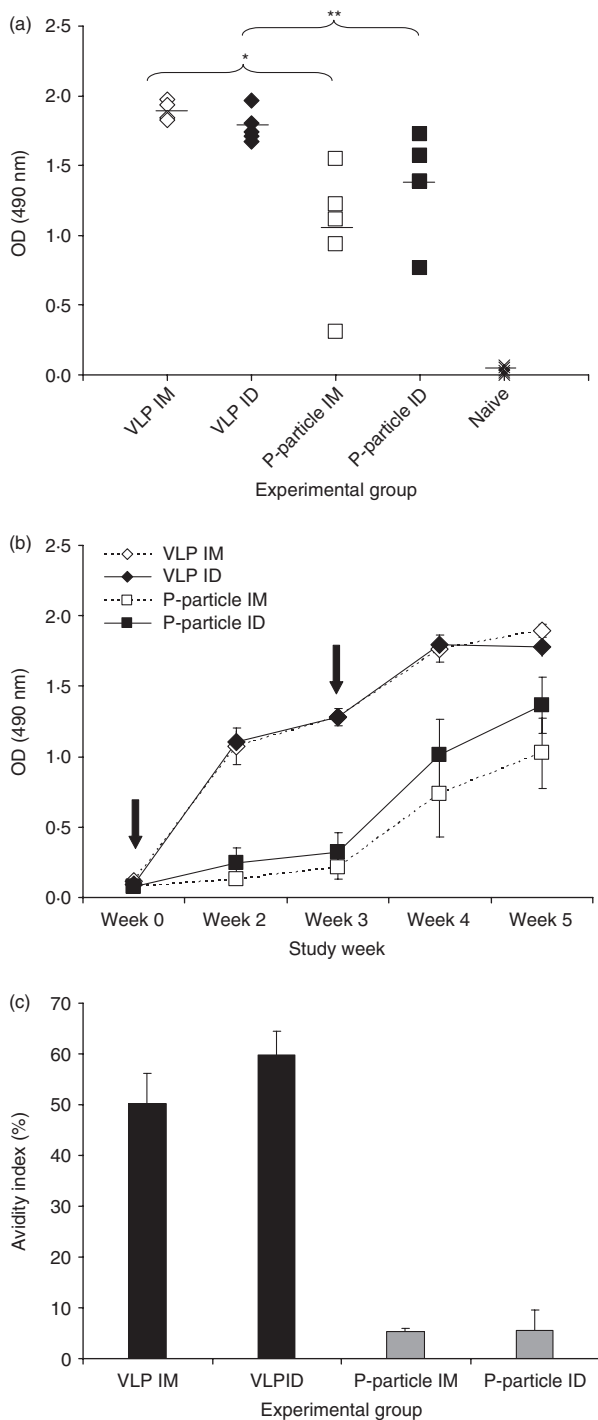 (a)
2·5
2·0
1·5
1·0
0·5
0·0
OD (490 nm)
*
**
VLP IM
VLP ID
P-particle IM
P-particle ID
Naive
Experimental group
(b)
2·5
2·0
1·5
1·0
0·5
0·0
OD (490 nm)
VLP IM
VLP ID
P-particle IM
P-particle ID
Week 0
Week 2
Week 3
Week 4
Week 5
Study week
(c)
70
60
50
40
30
20
10
0
Avidity index (%)
VLP IM
VLPID
P-particle IM
P-particle ID
Experimental group